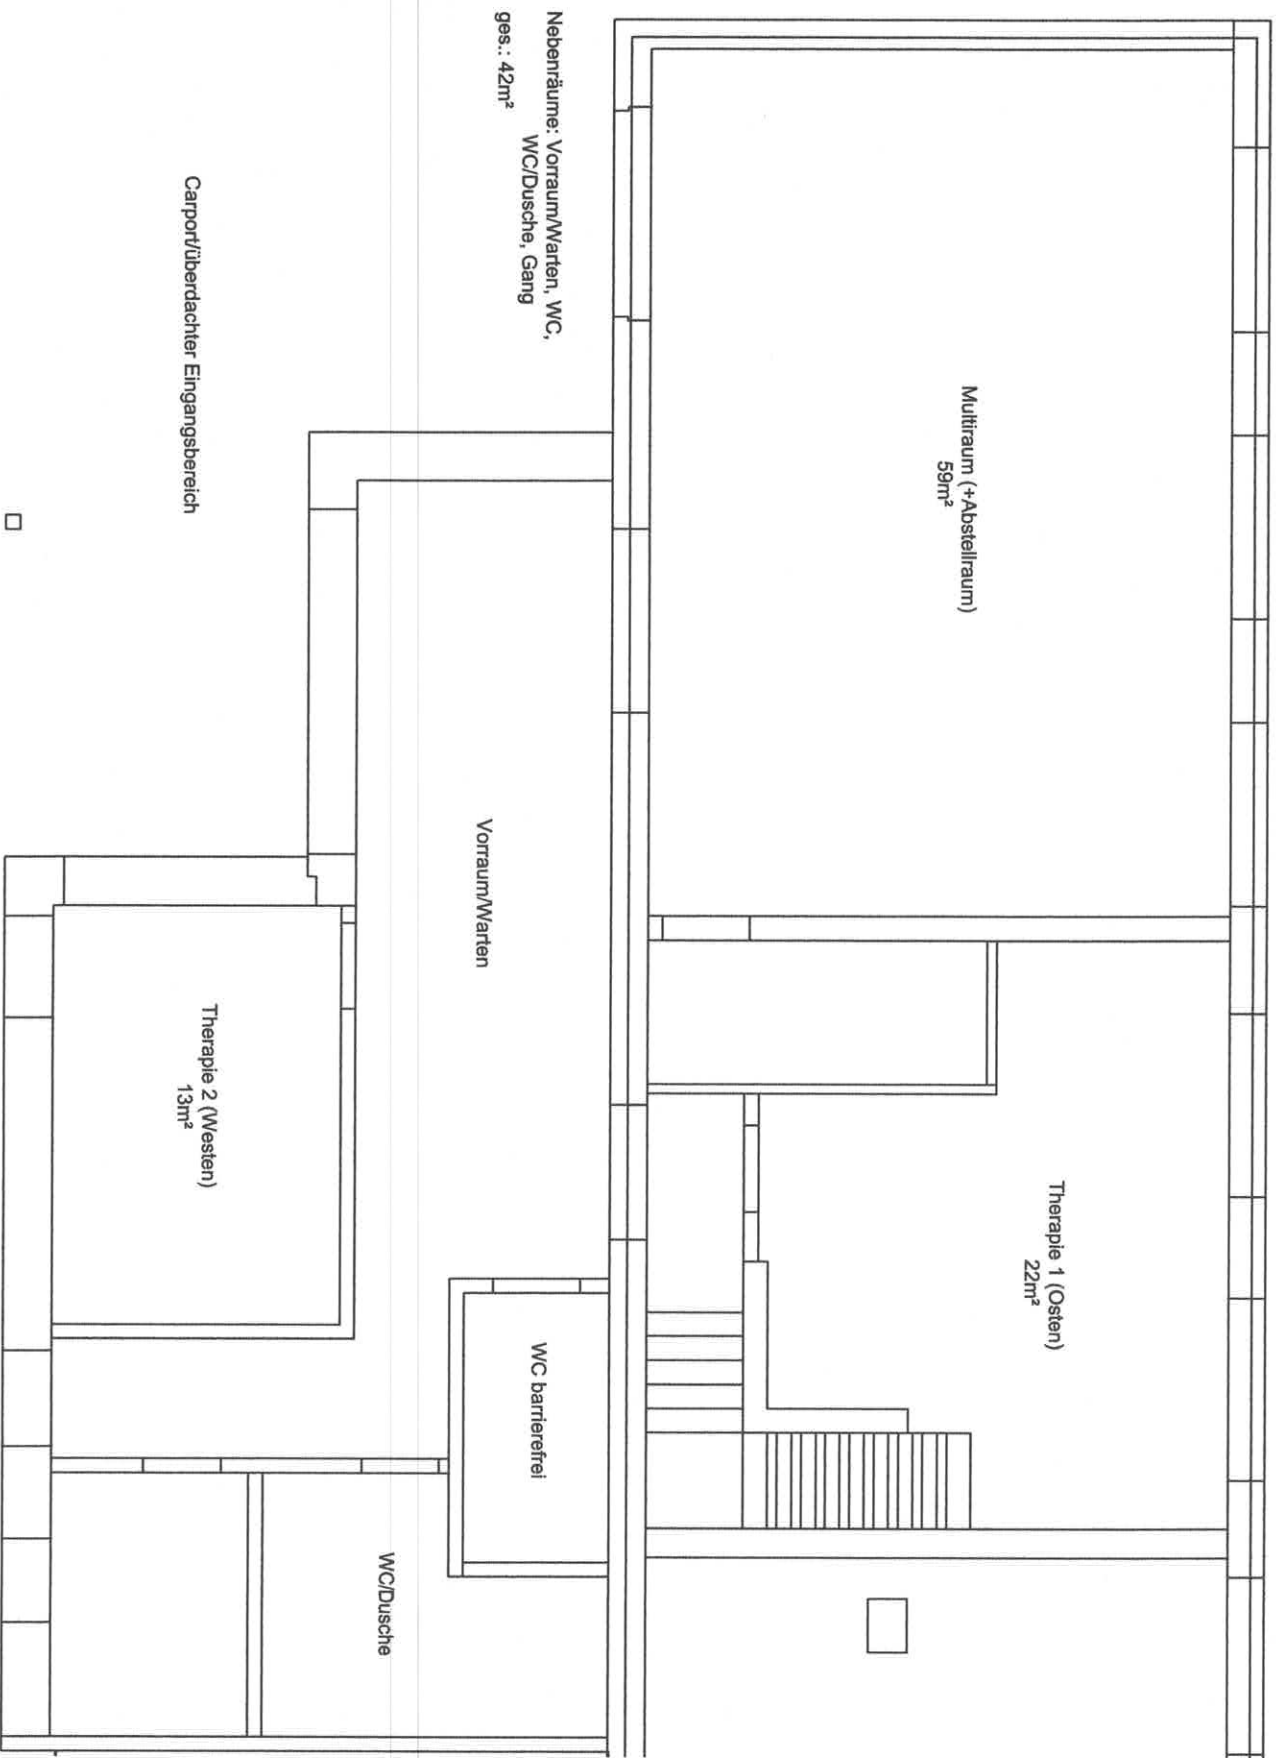 Multiraum (+Abstellraum)
59m²
Therapie 1 (Osten)
22m²
Nebenräume: Vorraum/Warten, WC,
WC/Dusche, Gang
ges.: 42m²
Vorraum/Warten
WC barrierefrei
WC/Dusche
Carport/überdachter Eingangsbereich
Therapie 2 (Westen)
13m²